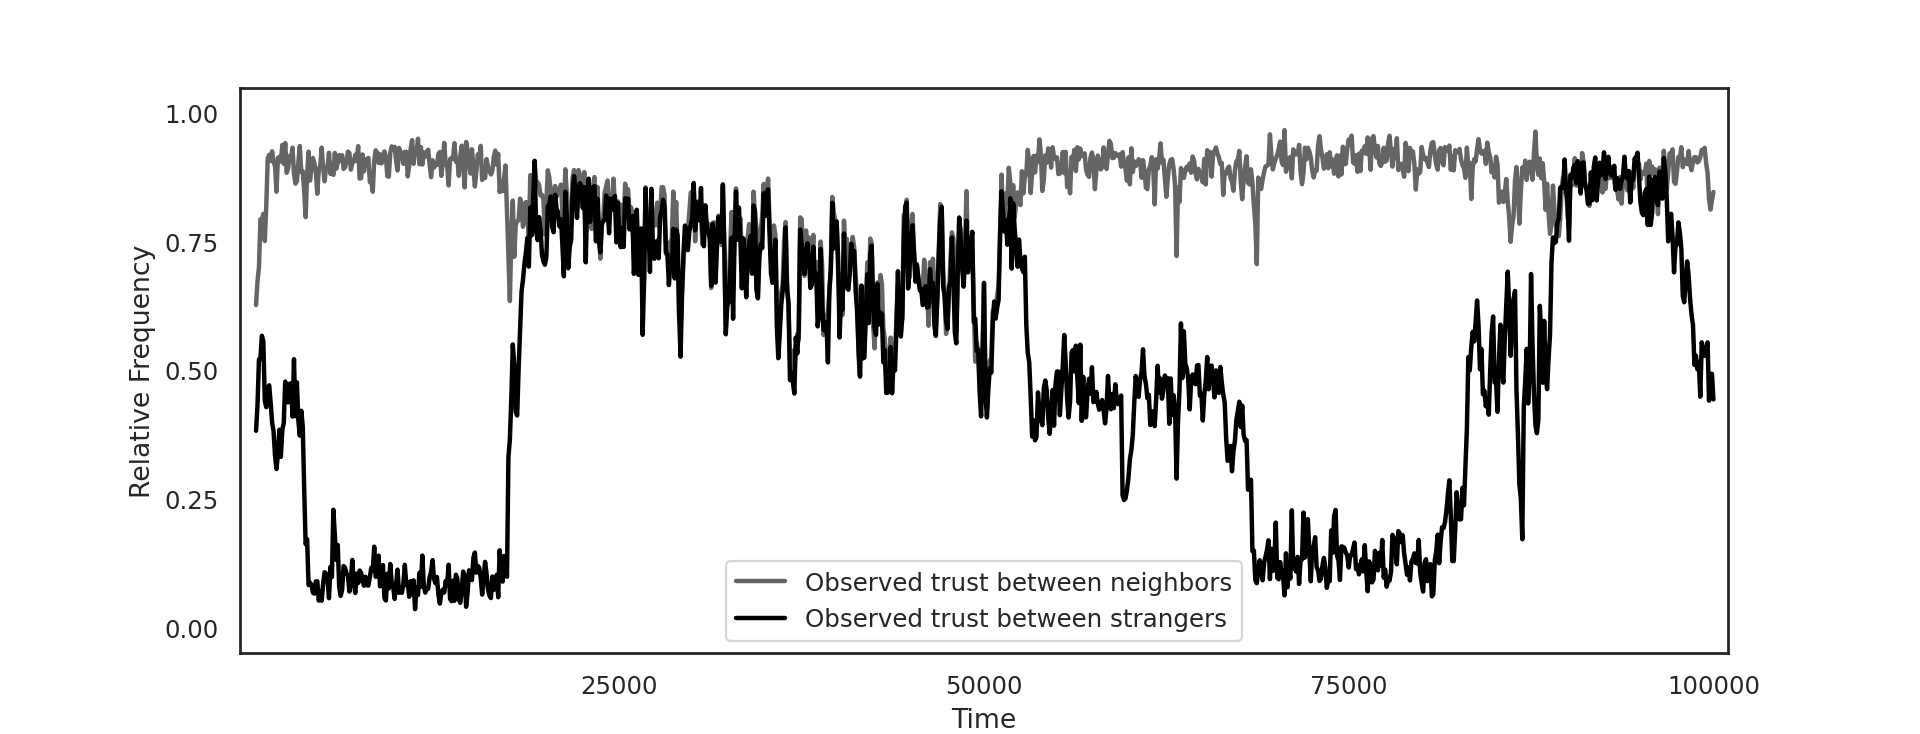 1.00
0.75
0.50
0.25
0.00
Relative Frequency
Observed trust between neighbors
Observed trust between strangers
25000 50000 75000 100000
Time